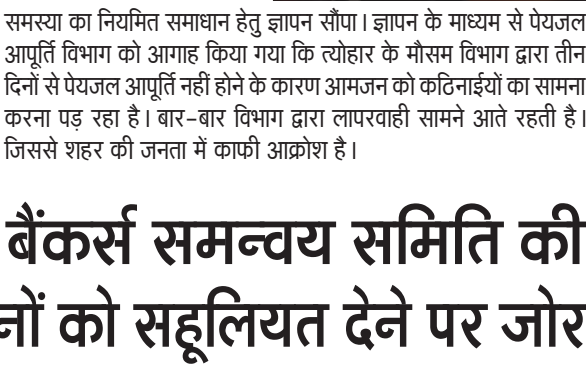 समस्या का नियमित समाधान हेतु ज्ञापन सौंपा। ज्ञापन के माध्यम से पेयजल
आपूर्ति विभाग को आगाह किया गया कि त्योहार के मौसम विभाग द्वारा तीन
दिनों से पेयजल आपूर्ति नहीं होने के कारण आमजन को कठिनाईयों का सामना
करना पड़ रहा है। बार-बार विभाग द्वारा लापरवाही सामने आते रहती है।
जिससे शहर की जनता में काफी आक्रोश है।
बैंकर्स समन्वय समिति की
नों को सहूलियत देने पर जोर